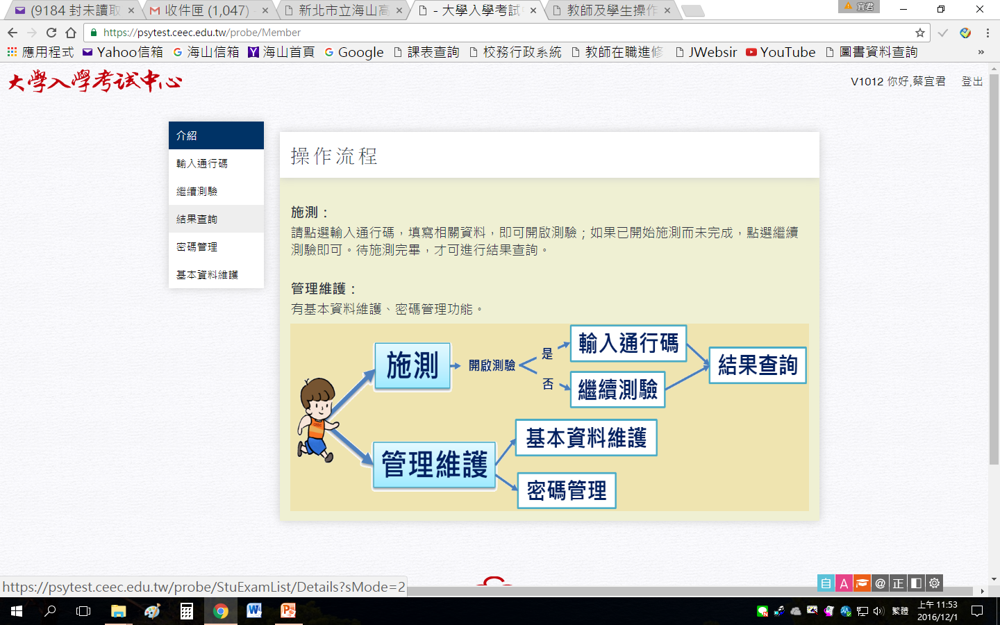 (9184 封未讀取
收件匣 (1,047)
新北市立海山高
- 大學入學考試中
教師及學生操作
宜君
https://psytest.ceec.edu.tw/probe/Member
應用程式
Yahoo信箱
海山信箱
海山首頁
Google
課表查詢
校務行政系統
教師在職進修
JWebsir
YouTube
圖書資料查詢
»
大學入學考試中心
V1012 你好,蔡宜君
登出
介紹
輸入通行碼
繼續測驗
結果查詢
密碼管理
基本資料維護
操作流程
施測：
請點選輸入通行碼，填寫相關資料，即可開啟測驗；如果已開始施測而未完成，點選繼續
測驗即可。待施測完畢，才可進行結果查詢。
管理維護：
有基本資料維護、密碼管理功能。
施測
開啟測驗
是
輸入通行碼
否
繼續測驗
結果查詢
管理維護
基本資料維護
密碼管理
https://psytest.ceec.edu.tw/probe/StuExamList/Details?sMode=2
自
A
@
正
繁體
上午 11:53
2016/12/1